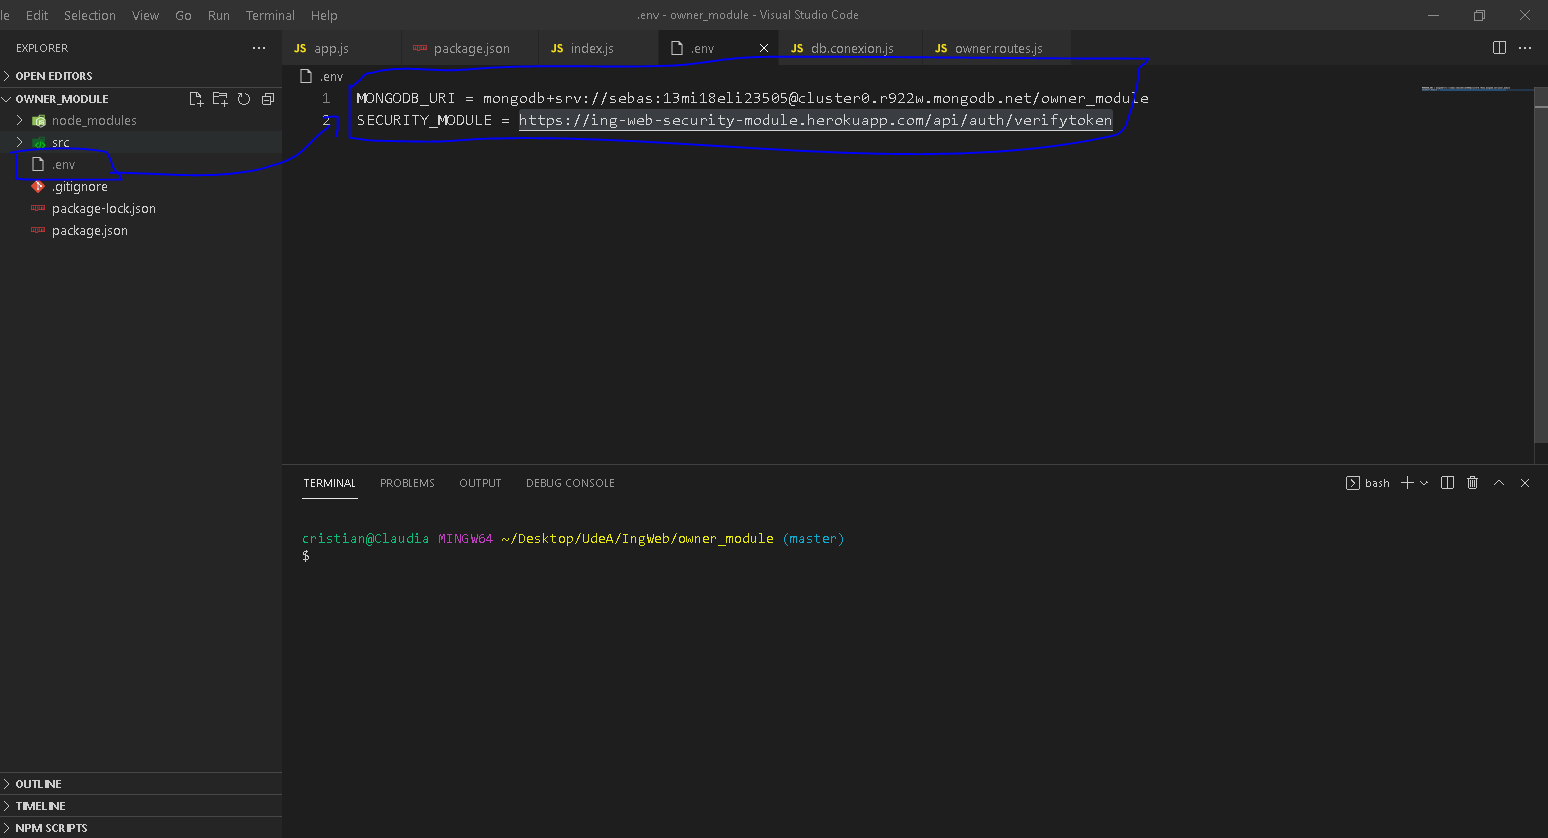 le Edit Selection View Go Run Terminal Help
.env - owner_module - Visual Studio Code
EXPLORER
OPEN EDITORS
OWNER_MODULE
node_modules
src
.env
.gitignore
package-lock.json
package.json
OUTLINE
TIMELINE
NPM SCRIPTS
JS app.js package.json JS index.js .env JS db.conexion.js JS owner.routes.js
.env
1 MONGODB_URI = mongodb+srv://sebas:13mi18eli23505@cluster0.r922w.mongodb.net/owner_module
2 SECURITY_MODULE = https://ing-web-security-module.herokuapp.com/api/auth/verifytoken
TERMINAL PROBLEMS OUTPUT DEBUG CONSOLE
bash
cristian@Claudia MINGW64 ~/Desktop/UdeA/IngWeb/owner_module (master)
$